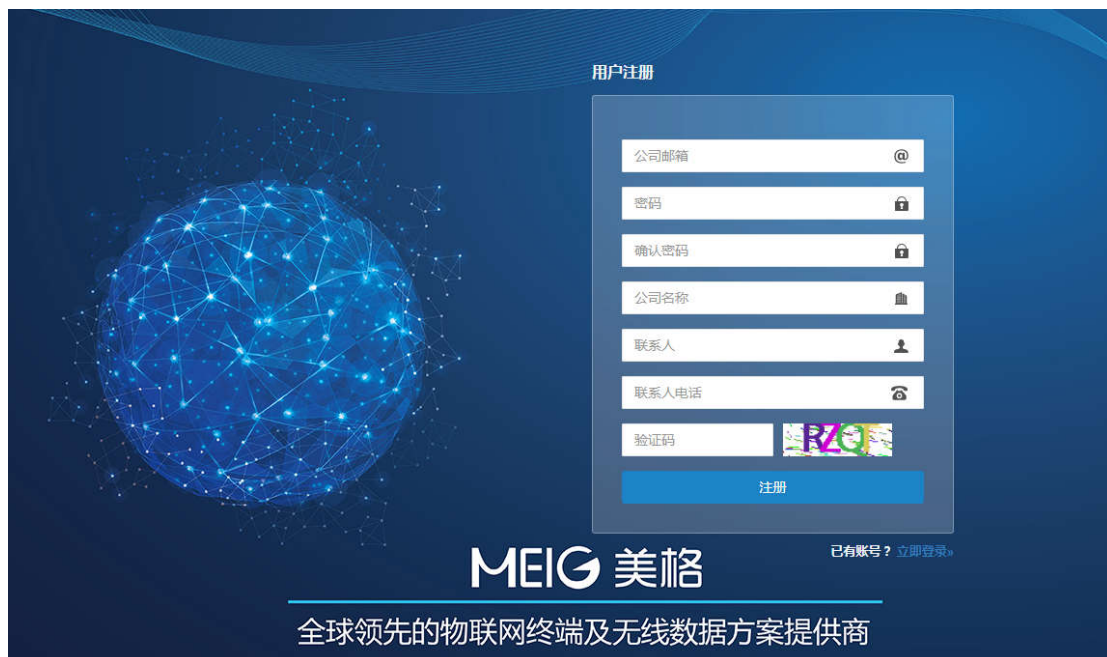 用户注册
公司邮箱
密码
确认密码
公司名称
联系人
联系人电话
验证码 RZQT
注册
已有账号？立即登录»
MEIG 美格
全球领先的物联网终端及无线数据方案提供商